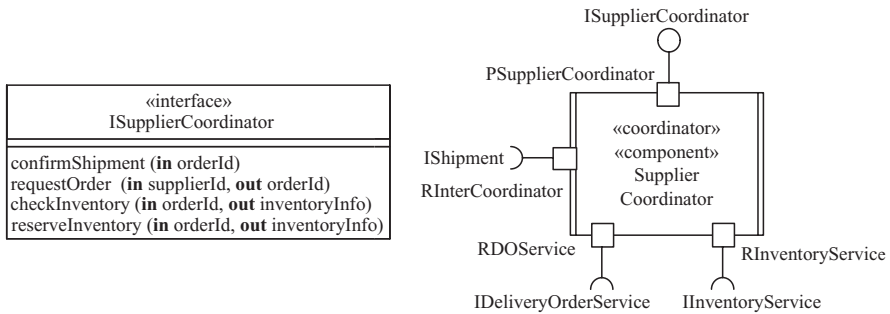 «interface»
ISupplierCoordinator
confirmShipment (in orderId)
requestOrder (in supplierId, out orderId)
checkInventory (in orderId, out inventoryInfo)
reserveInventory (in orderId, out inventoryInfo)
ISupplierCoordinator
PSupplierCoordinator
«coordinator»
«component»
Supplier
Coordinator
IShipment
RInterCoordinator
RDOService
RInventoryService
IDeliveryOrderService
IInventoryService